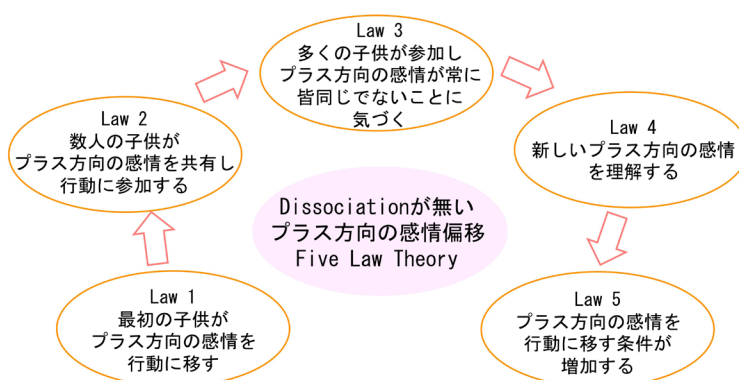 Law 1
最初の子供が
プラス方向の感情を
行動に移す
Law 2
数人の子供が
プラス方向の感情を共有し
行動に参加する
Law 3
多くの子供が参加し
プラス方向の感情が常に
皆同じでないことに
気づく
Law 4
新しいプラス方向の感情
を理解する
Law 5
プラス方向の感情を
行動に移す条件が
増加する
Dissociationが無い
プラス方向の感情偏移
Five Law Theory